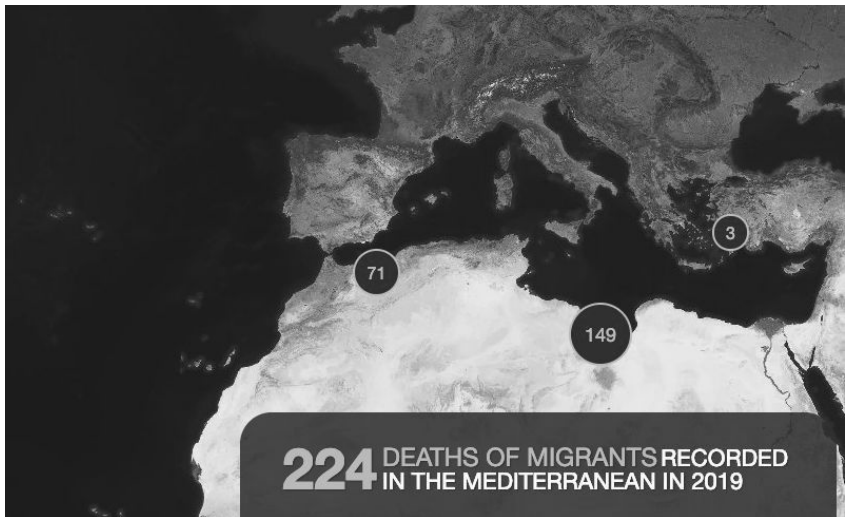 3
71
149
224 DEATHS OF MIGRANTS RECORDED
IN THE MEDITERRANEAN IN 2019